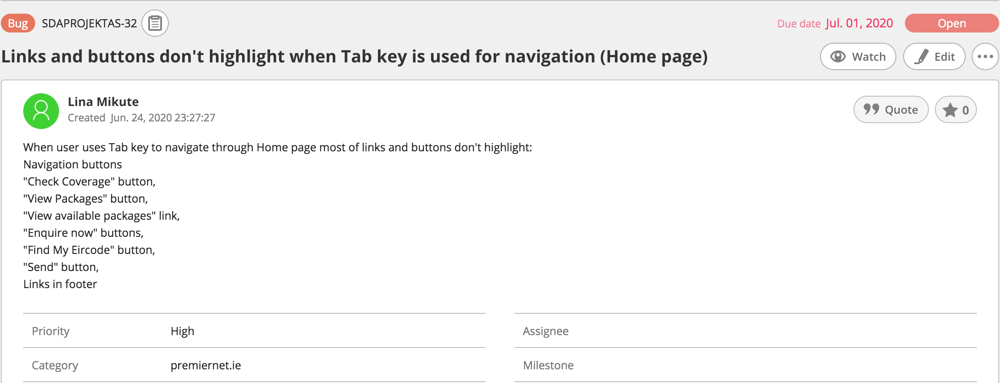 Bug SDAPROJEKTAS-32 Due date Jul. 01, 2020 Open
Links and buttons don't highlight when Tab key is used for navigation (Home page) Watch Edit
Lina Mikute
Created Jun. 24, 2020 23:27:27 Quote 0
When user uses Tab key to navigate through Home page most of links and buttons don't highlight:
Navigation buttons
"Check Coverage" button,
"View Packages" button,
"View available packages" link,
"Enquire now" buttons,
"Find My Eircode" button,
"Send" button,
Links in footer
Priority High Assignee
Category premiernet.ie Milestone